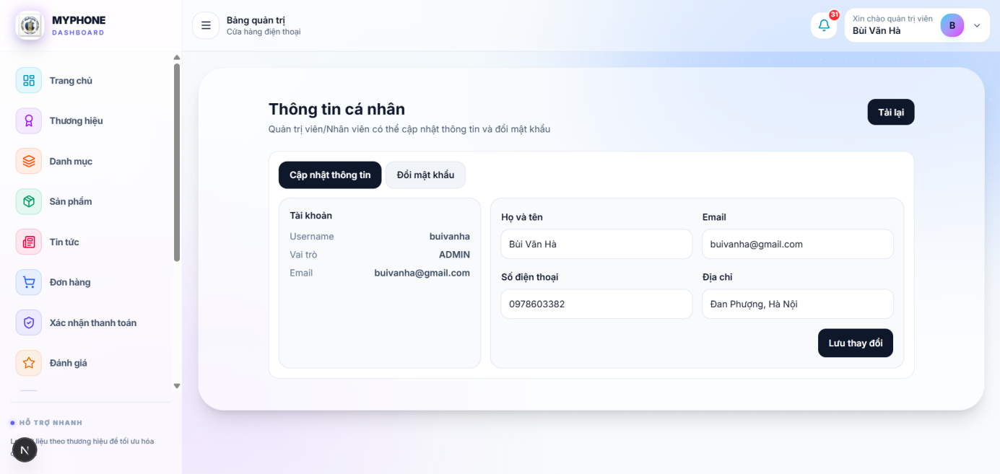 MYPHONE
DASHBOARD
Bảng quản trị
Cửa hàng điện thoại
31
Xin chào quản trị viên
Bùi Văn Hà
B
Trang chủ
Thương hiệu
Danh mục
Sản phẩm
Tin tức
Đơn hàng
Xác nhận thanh toán
Đánh giá
HỖ TRỢ NHANH
liệu theo thương hiệu để tối ưu hóa
N
Thông tin cá nhân
Quản trị viên/Nhân viên có thể cập nhật thông tin và đổi mật khẩu
Tải lại
Cập nhật thông tin
Đổi mật khẩu
Tài khoản
Username buivanha
Vai trò ADMIN
Email buivanha@gmail.com
Họ và tên
Bùi Văn Hà
Email
buivanha@gmail.com
Số điện thoại
0978603382
Địa chỉ
Đan Phượng, Hà Nội
Lưu thay đổi